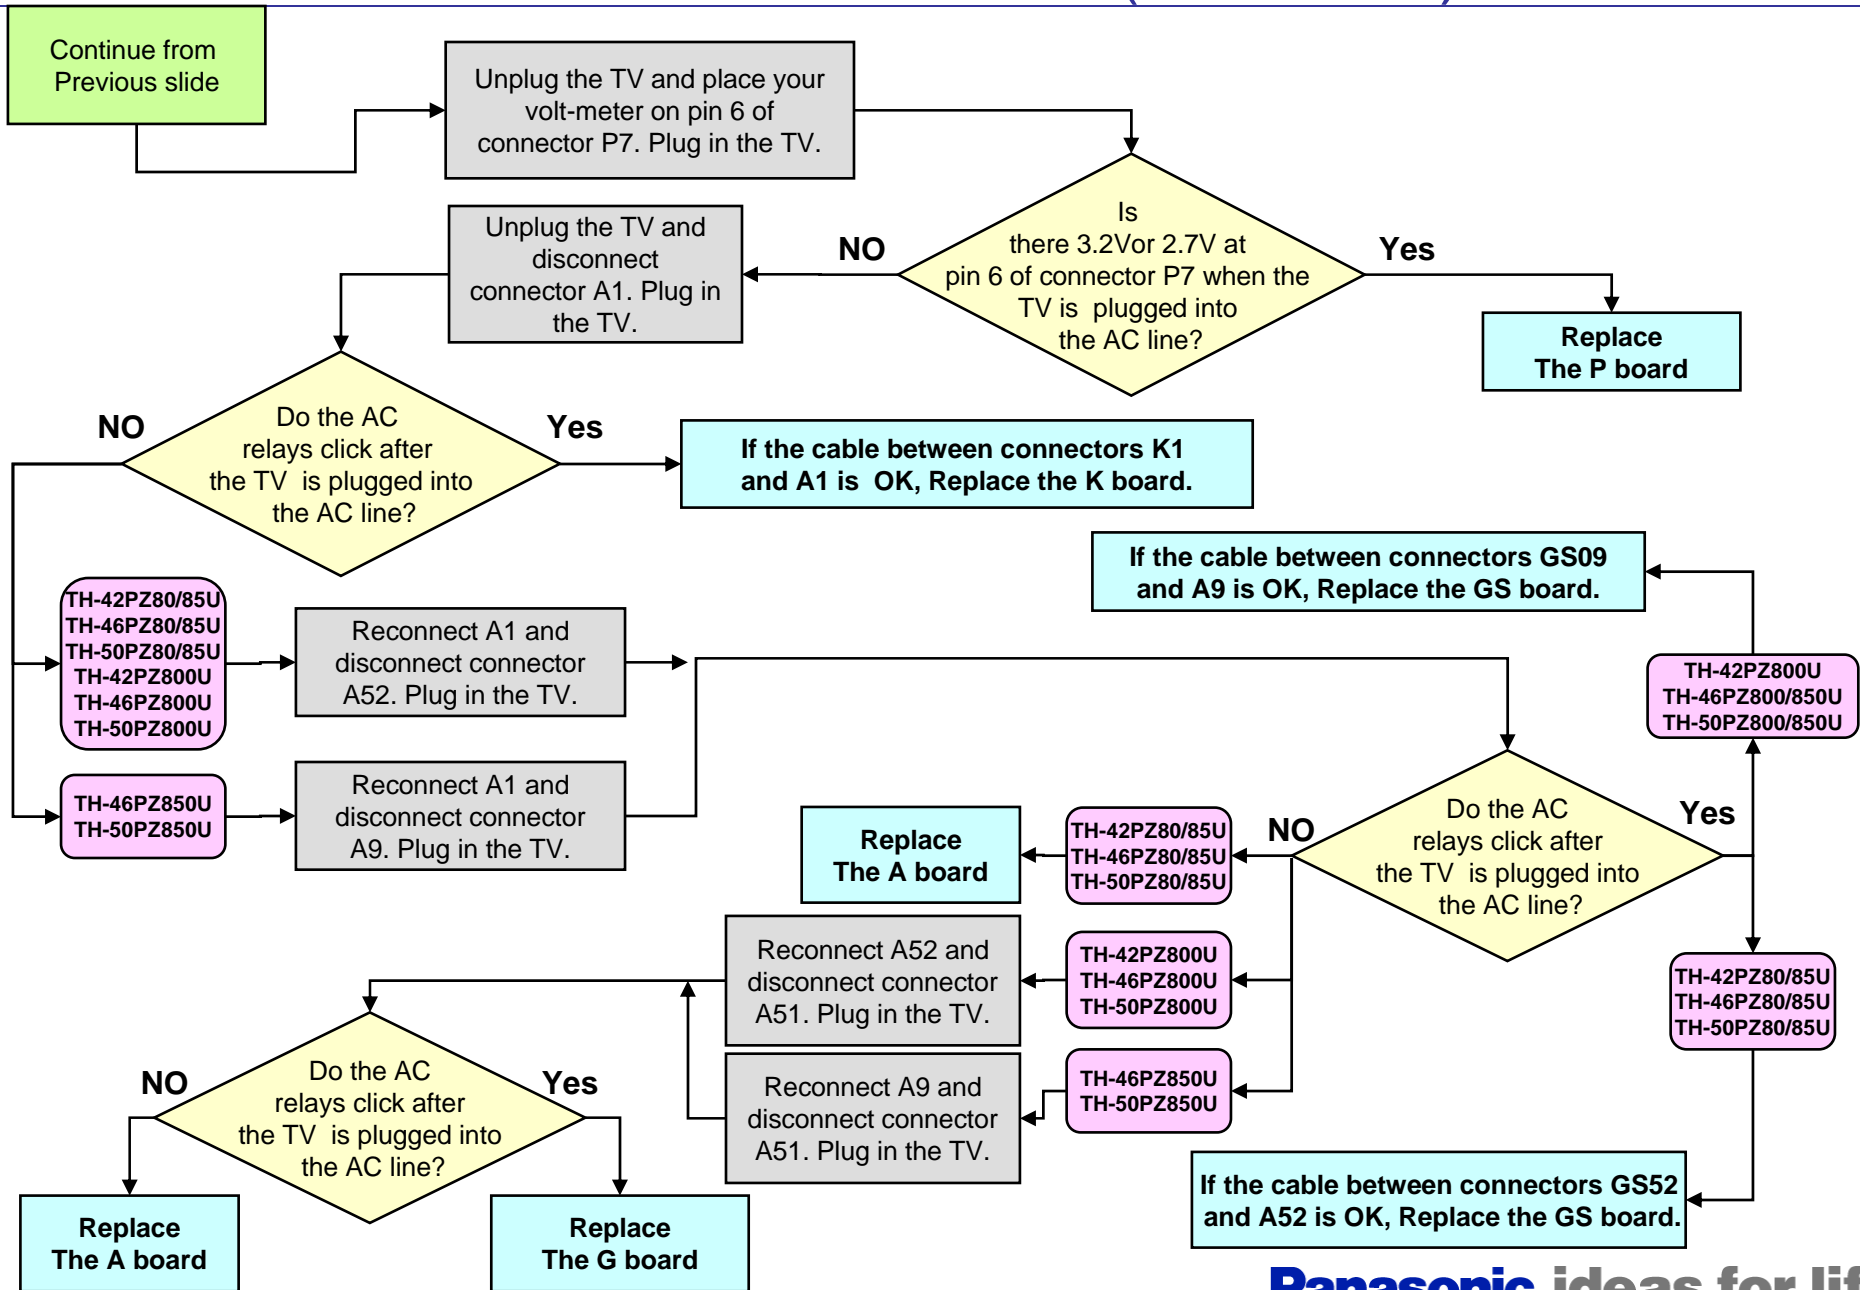 Continue from
Previous slide
Unplug the TV and place your
volt-meter on pin 6 of
connector P7. Plug in the TV.
Is
there 3.2Vor 2.7V at
pin 6 of connector P7 when the
TV is plugged into
the AC line?
NO
Yes
Unplug the TV and
disconnect
connector A1. Plug in
the TV.
Replace
The P board
Do the AC
relays click after
the TV is plugged into
the AC line?
NO
Yes
If the cable between connectors K1
and A1 is OK, Replace the K board.
If the cable between connectors GS09
and A9 is OK, Replace the GS board.
TH-42PZ80/85U
TH-46PZ80/85U
TH-50PZ80/85U
TH-42PZ800U
TH-46PZ800U
TH-50PZ800U
Reconnect A1 and
disconnect connector
A52. Plug in the TV.
TH-42PZ800U
TH-46PZ800/850U
TH-50PZ800/850U
TH-46PZ850U
TH-50PZ850U
Reconnect A1 and
disconnect connector
A9. Plug in the TV.
Replace
The A board
TH-42PZ80/85U
TH-46PZ80/85U
TH-50PZ80/85U
NO
Do the AC
relays click after
the TV is plugged into
the AC line?
Yes
Reconnect A52 and
disconnect connector
A51. Plug in the TV.
TH-42PZ800U
TH-46PZ800U
TH-50PZ800U
TH-42PZ80/85U
TH-46PZ80/85U
TH-50PZ80/85U
NO
Do the AC
relays click after
the TV is plugged into
the AC line?
Yes
Reconnect A9 and
disconnect connector
A51. Plug in the TV.
TH-46PZ850U
TH-50PZ850U
If the cable between connectors GS52
and A52 is OK, Replace the GS board.
Replace
The A board
Replace
The G board
Panasonic ideas for lif